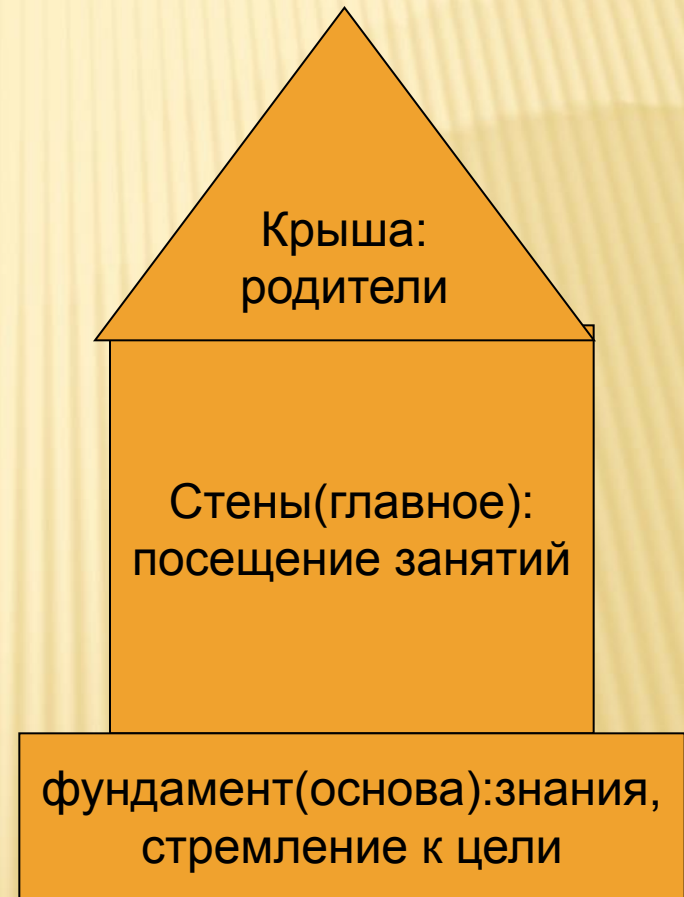 Крыша:
родители
Стены(главное):
посещение занятий
фундамент(основа):знания,
стремление к цели